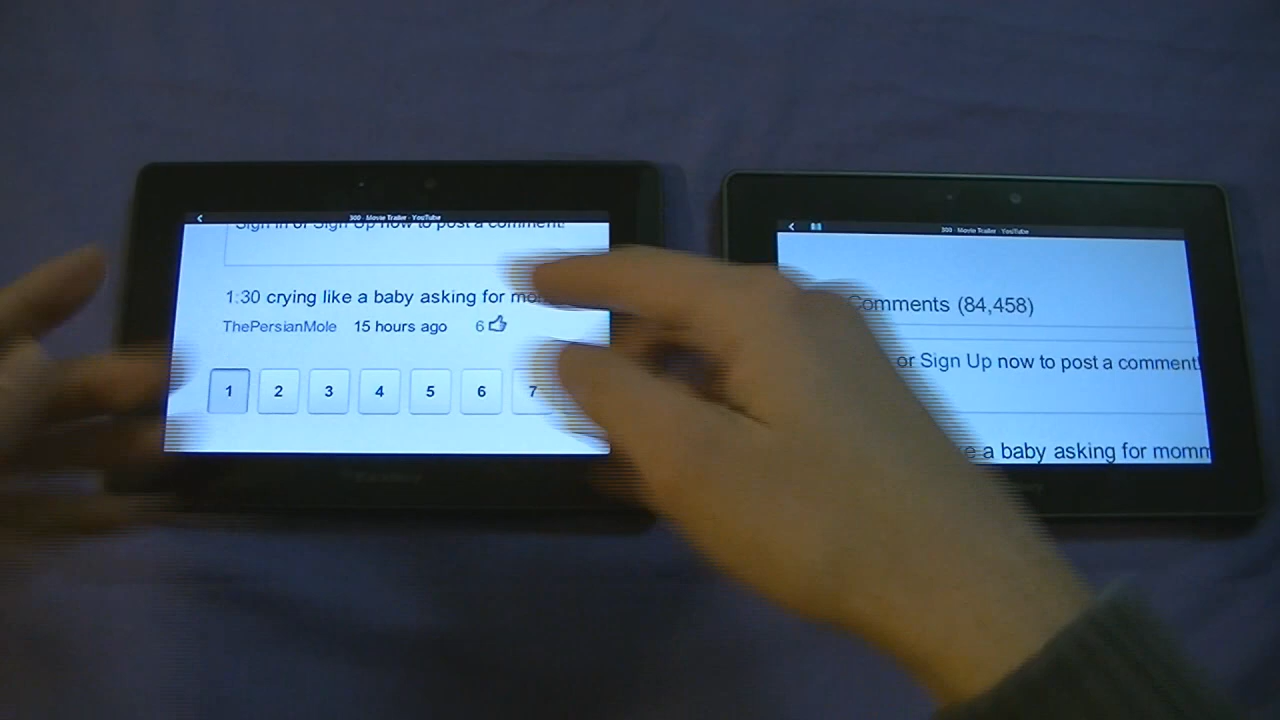 300 - Movie Trailer - YouTube
Sign In or Sign Up now to post a comment!
1:30 crying like a baby asking for
ThePersianMole 15 hours ago 6
1 2 3 4 5 6 7
300 - Movie Trailer - YouTube
Comments (84,458)
or Sign Up now to post a comment!
a baby asking for momm